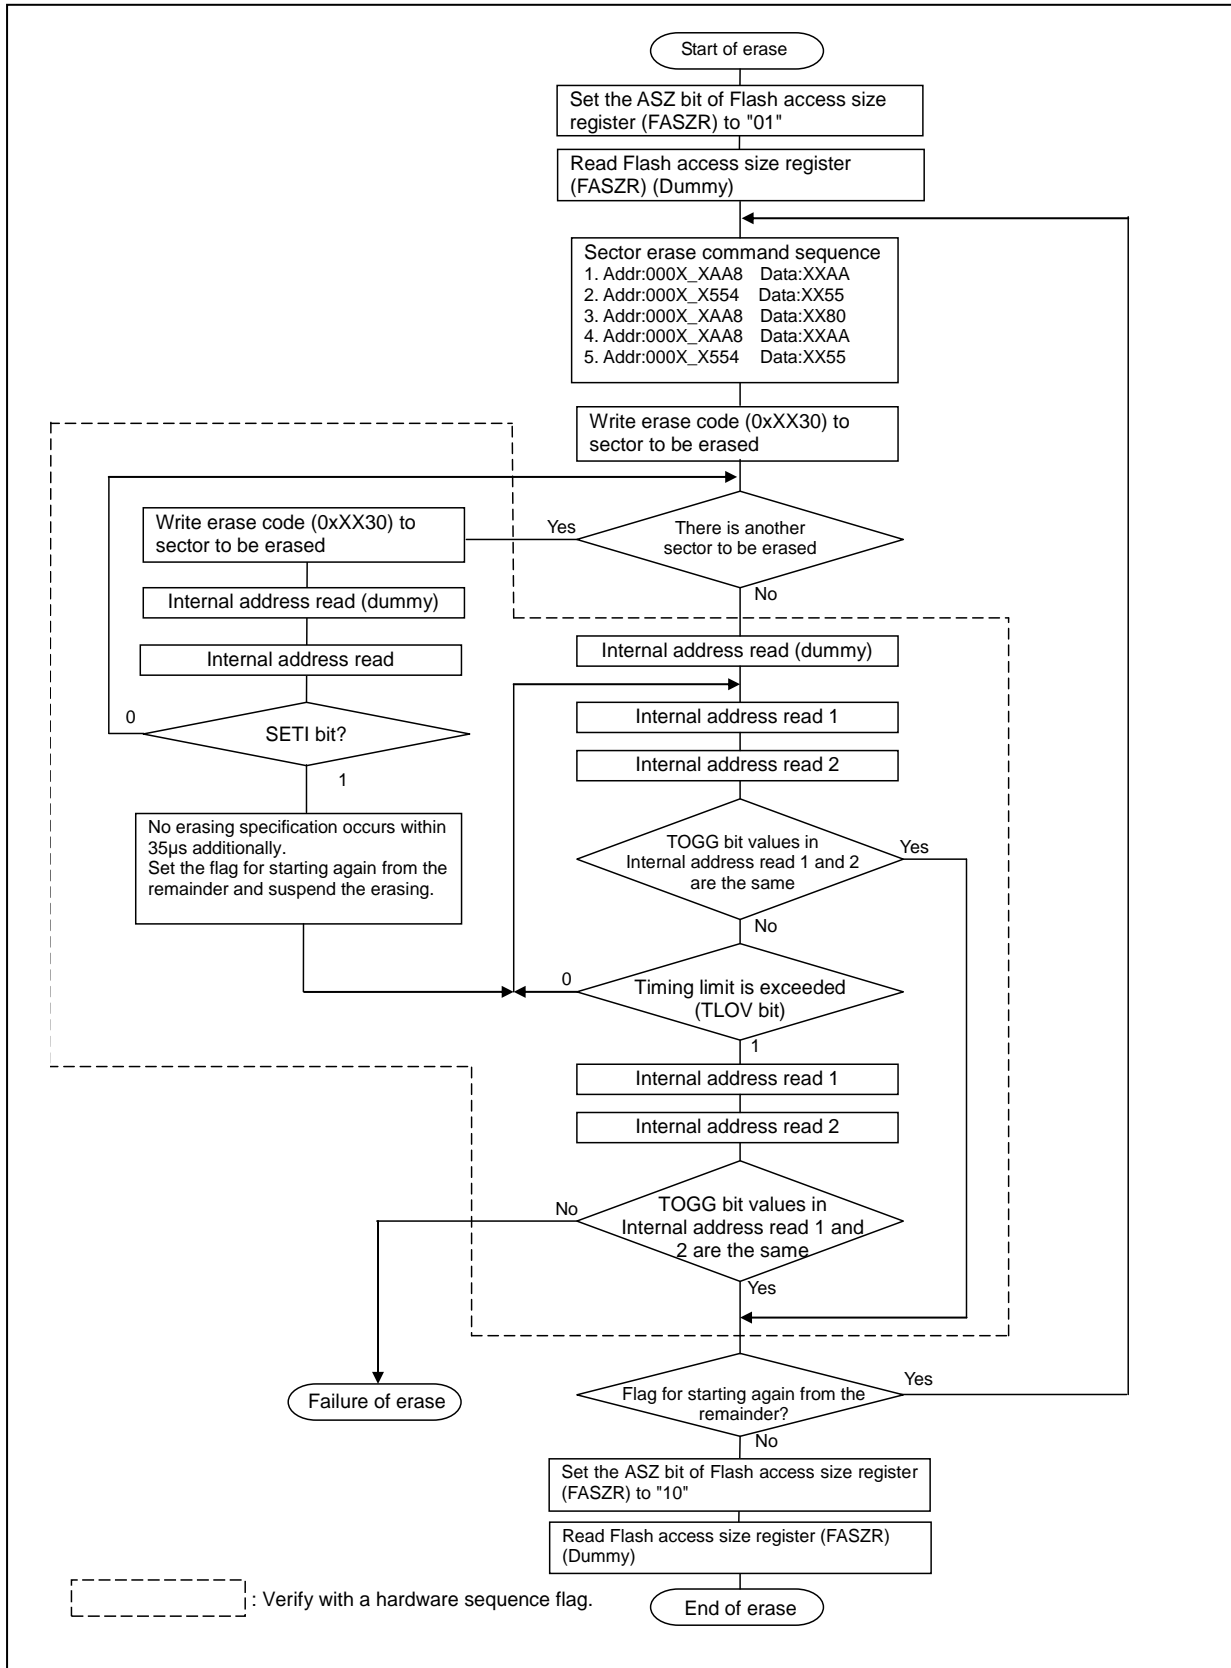 Start of erase
Set the ASZ bit of Flash access size
register (FASZR) to "01"
Read Flash access size register
(FASZR) (Dummy)
Sector erase command sequence
1. Addr:000X_XAA8 Data:XXAA
2. Addr:000X_X554 Data:XX55
3. Addr:000X_XAA8 Data:XX80
4. Addr:000X_XAA8 Data:XXAA
5. Addr:000X_X554 Data:XX55
Write erase code (0xXX30) to
sector to be erased
There is another
sector to be erased
Yes
No
Write erase code (0xXX30) to
sector to be erased
Internal address read (dummy)
Internal address read
SETI bit?
0
1
No erasing specification occurs within
35µs additionally.
Set the flag for starting again from the
remainder and suspend the erasing.
Internal address read (dummy)
Internal address read 1
Internal address read 2
TOGG bit values in
Internal address read 1 and 2
are the same
Yes
No
Timing limit is exceeded
(TLOV bit)
0
1
Internal address read 1
Internal address read 2
TOGG bit values in
Internal address read 1 and
2 are the same
No
Yes
Failure of erase
Flag for starting again from the
remainder?
Yes
No
Set the ASZ bit of Flash access size register
(FASZR) to "10"
Read Flash access size register (FASZR)
(Dummy)
End of erase
: Verify with a hardware sequence flag.